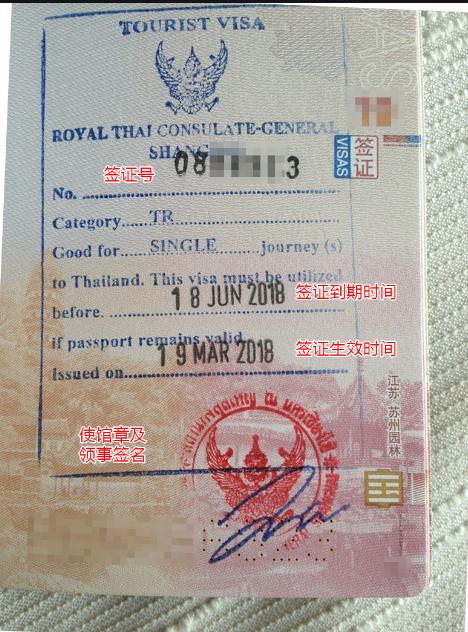 TOURIST VISA
ROYAL THAI CONSULATE-GENERAL
SHANG
签证号
08 3
No.
Category......TR
Good for......SINGLE..........journey (s)
to Thailand. This visa must be utilized
18 JUN 2018
签证到期时间
before.
if passport remains valid
19 MAR 2018
签证生效时间
Issued on
使馆章及
领事签名
VISAS
签证
江苏·苏州园林